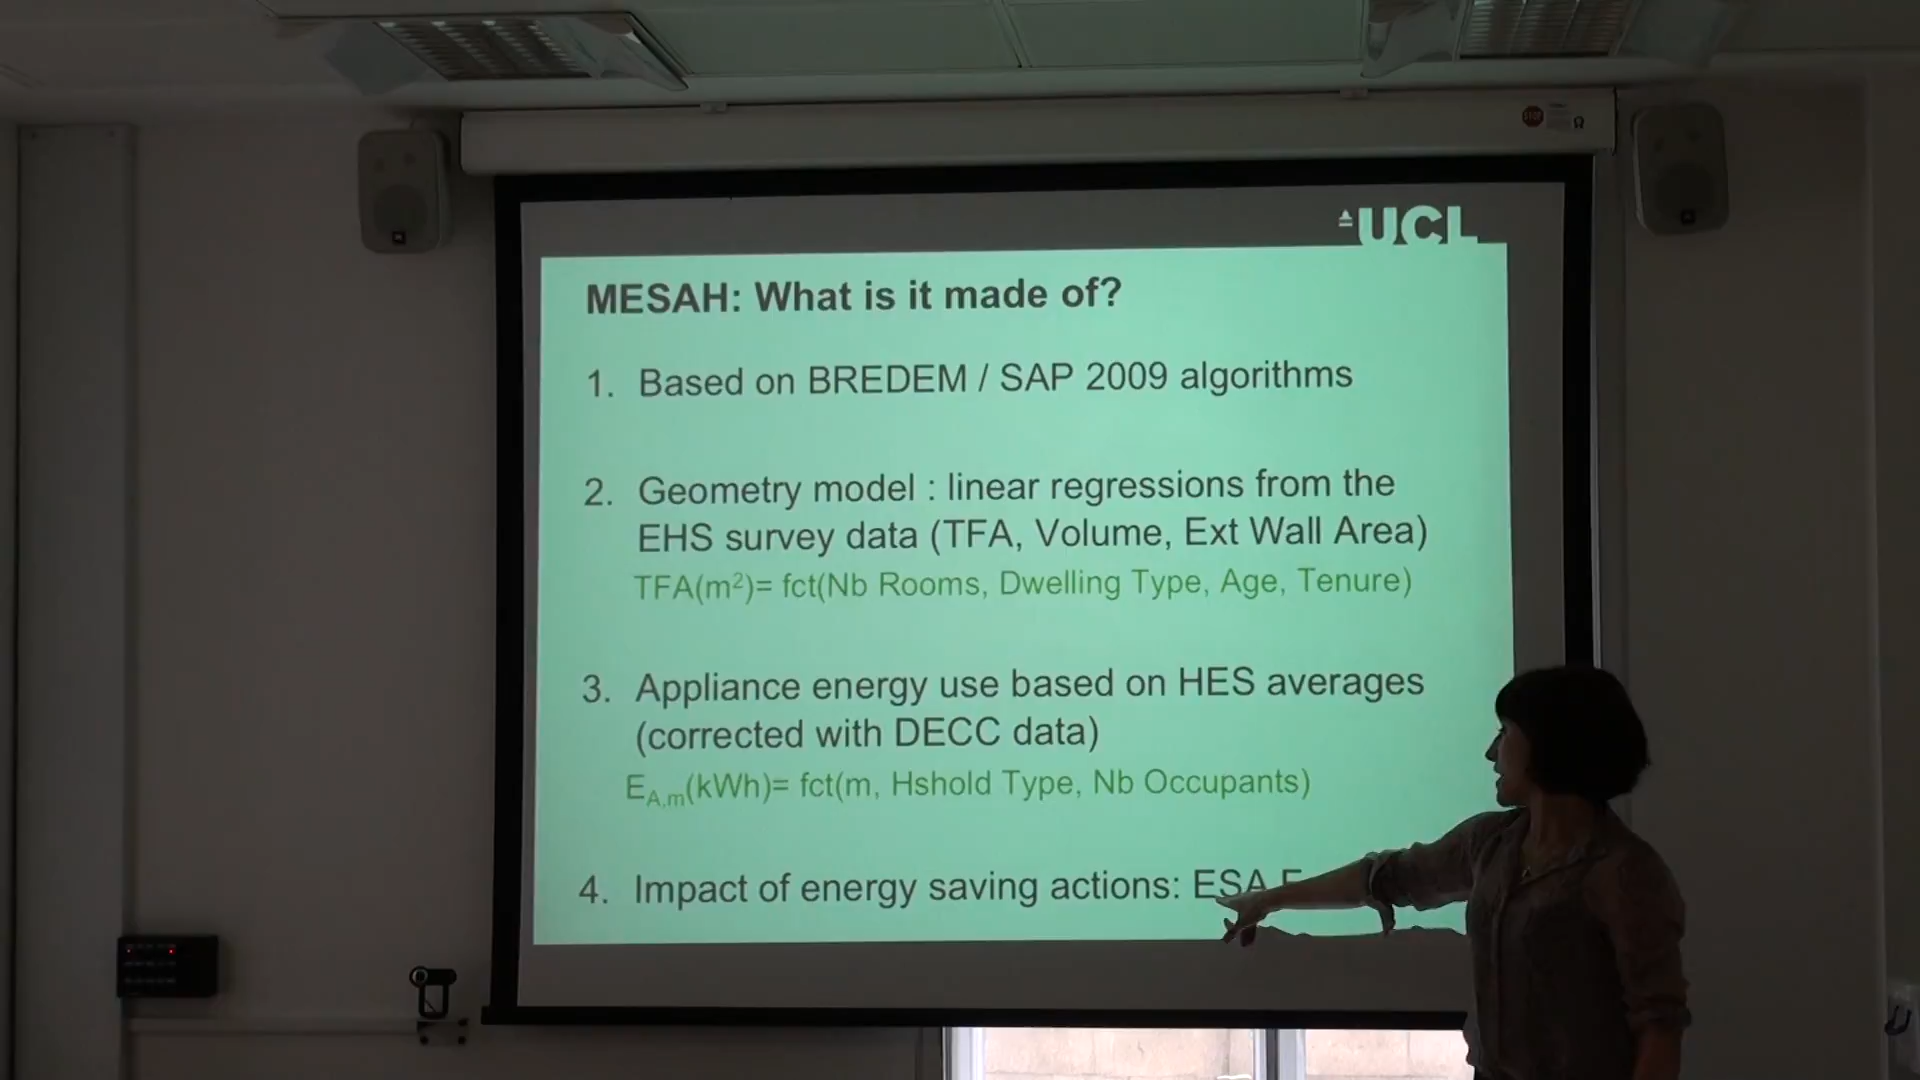 UCL
MESAH: What is it made of?
1. Based on BREDEM / SAP 2009 algorithms
2. Geometry model : linear regressions from the
EHS survey data (TFA, Volume, Ext Wall Area)
TFA(m²)= fct(Nb Rooms, Dwelling Type, Age, Tenure)
3. Appliance energy use based on HES averages
(corrected with DECC data)
E_A,m(kWh)= fct(m, Hshold Type, Nb Occupants)
4. Impact of energy saving actions: ESA
STOP